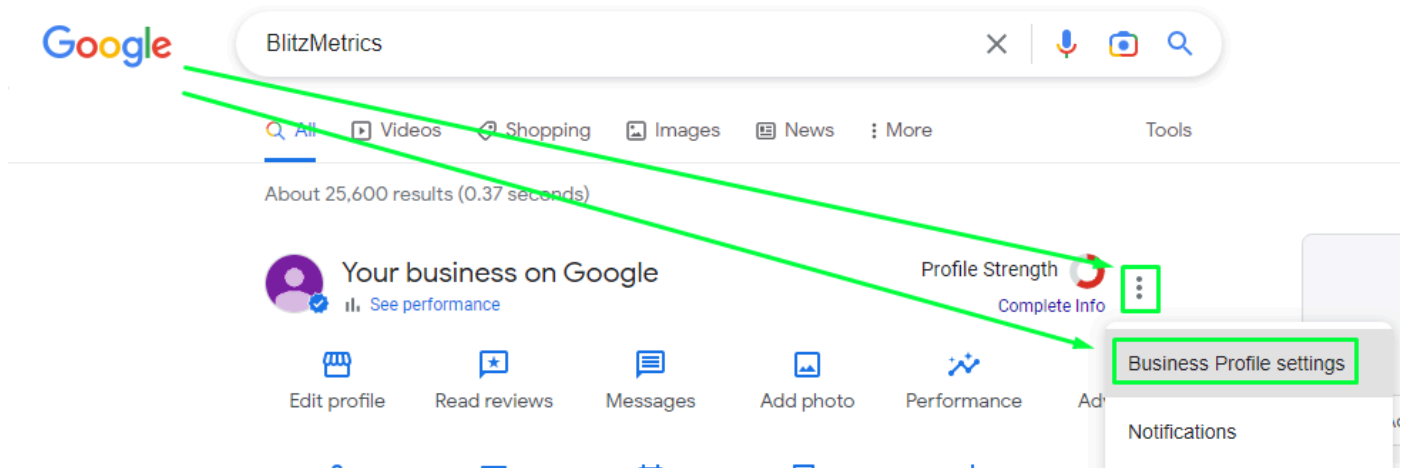 Google
BlitzMetrics
All Videos Shopping Images News More Tools
About 25,600 results (0.37 seconds)
Your business on Google
Profile Strength
See performance
Complete Info
Business Profile settings
Edit profile Read reviews Messages Add photo Performance
Notifications